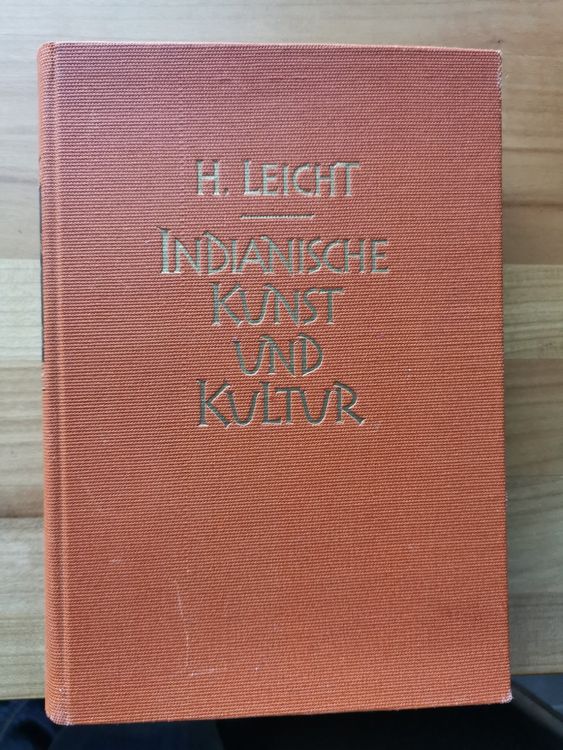 H. LEICHT
INDIANISCHE
KUNST
UND
KULTUR